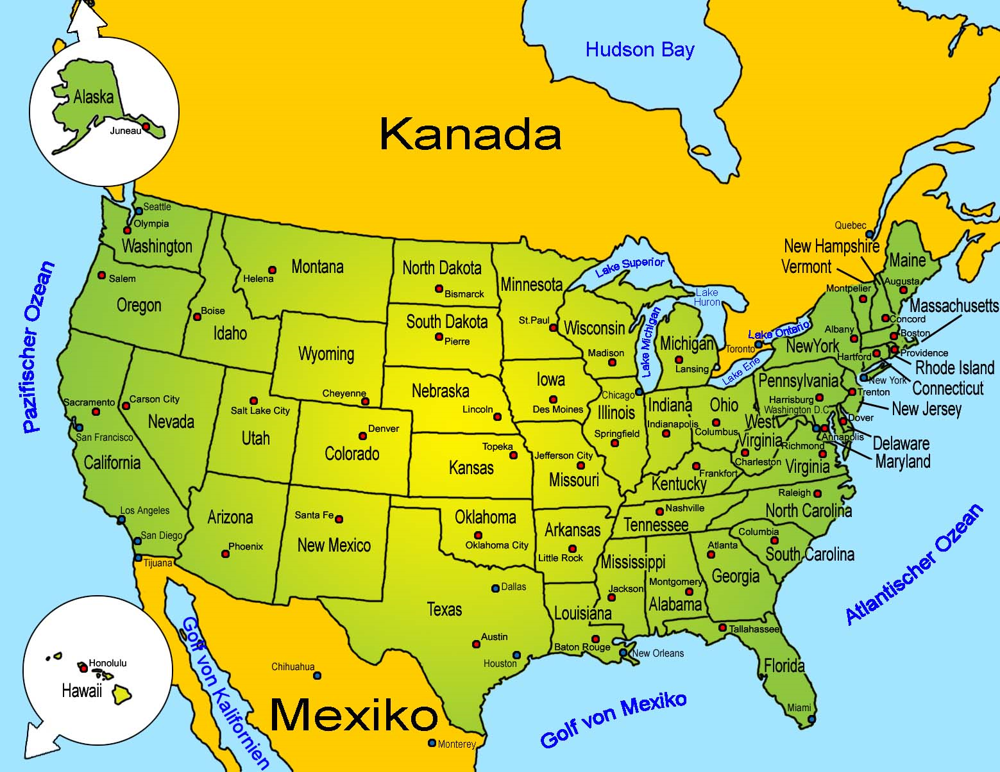 Hudson Bay
Alaska
Juneau
Kanada
Seattle
Olympia
Washington
Quebec
New Hampshire
Vermont
Maine
Augusta
Montpelier
Massachusetts
Concord
Boston
Albany
NewYork
Hartford
Providence
Rhode Island
Connecticut
New York
Trenton
New Jersey
Pazifischer Ozean
Salem
Oregon
Boise
Idaho
Helena
Montana
North Dakota
Bismarck
South Dakota
Pierre
Minnesota
St.Paul
Lake Superior
Lake
Huron
Lake Michigan
Lake Ontario
Lake Erie
Toronto
Wisconsin
Madison
Michigan
Lansing
Wyoming
Cheyenne
Nebraska
Lincoln
Iowa
Des Moines
Chicago
Illinois
Springfield
Indiana
Indianapolis
Ohio
Columbus
Pennsylvania
Harrisburg
Washington D.C.
Dover
Annapolis
Delaware
Maryland
West
Virginia
Charleston
Richmond
Virginia
Sacramento
Carson City
Nevada
San Francisco
California
Salt Lake City
Utah
Denver
Colorado
Topeka
Kansas
Jefferson City
Missouri
Frankfort
Kentucky
Los Angeles
San Diego
Tijuana
Arizona
Phoenix
Santa Fe
New Mexico
Oklahoma
Oklahoma City
Arkansas
Little Rock
Nashville
Tennessee
Raleigh
North Carolina
Columbia
South Carolina
Atlanta
Georgia
Mississippi
Jackson
Montgomery
Alabama
Atlantischer Ozean
Dallas
Texas
Austin
Houston
Louisiana
Baton Rouge
New Orleans
Tallahassee
Florida
Miami
Honolulu
Hawaii
Golf von Kalifornien
Chihuahua
Mexiko
Monterey
Golf von Mexiko